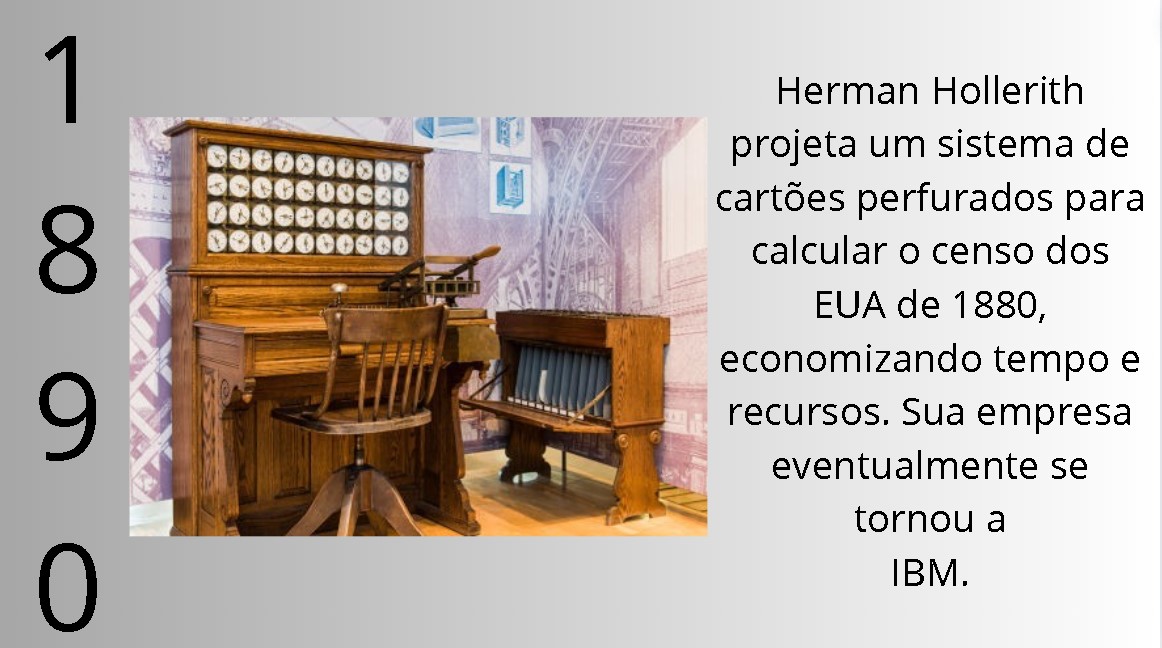 1
8
9
0
Herman Hollerith
projeta um sistema de
cartões perfurados para
calcular o censo dos
EUA de 1880,
economizando tempo e
recursos. Sua empresa
eventualmente se
tornou a
IBM.